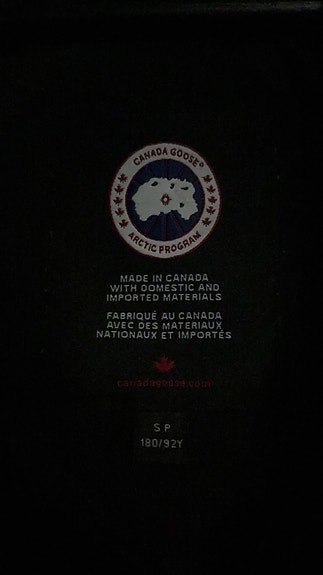 CANADA GOOSE®
ARCTIC PROGRAM
MADE IN CANADA
WITH DOMESTIC AND
IMPORTED MATERIALS
FABRIQUÉ AU CANADA
AVEC DES MATERIAUX
NATIONAUX ET IMPORTÉS
canadagoose.com
SP
180/92Y